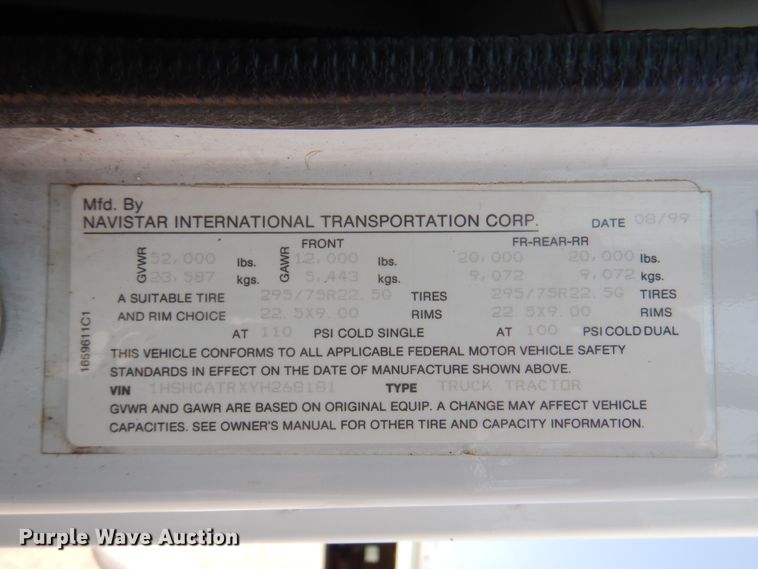 Mfd. By
NAVISTAR INTERNATIONAL TRANSPORTATION CORP. DATE 08/99
FRONT FR-REAR-RR
GVWR 52,000 lbs. GAWR 12,000 lbs. 20,000 20,000 lbs.
23,587 kgs. 5,443 kgs. 9,072 9,072 kgs.
A SUITABLE TIRE 295/75R22.5G TIRES 295/75R22.5G TIRES
AND RIM CHOICE 22.5X9.00 RIMS 22.5X9.00 RIMS
AT 110 PSI COLD SINGLE AT 100 PSI COLD DUAL
THIS VEHICLE CONFORMS TO ALL APPLICABLE FEDERAL MOTOR VEHICLE SAFETY
STANDARDS IN EFFECT ON THE DATE OF MANUFACTURE SHOWN ABOVE.
VIN 1HSHCATRXYH268181 TYPE TRUCK TRACTOR
GVWR AND GAWR ARE BASED ON ORIGINAL EQUIP. A CHANGE MAY AFFECT VEHICLE
CAPACITIES. SEE OWNER'S MANUAL FOR OTHER TIRE AND CAPACITY INFORMATION.
1659611C1
Purple Wave Auction